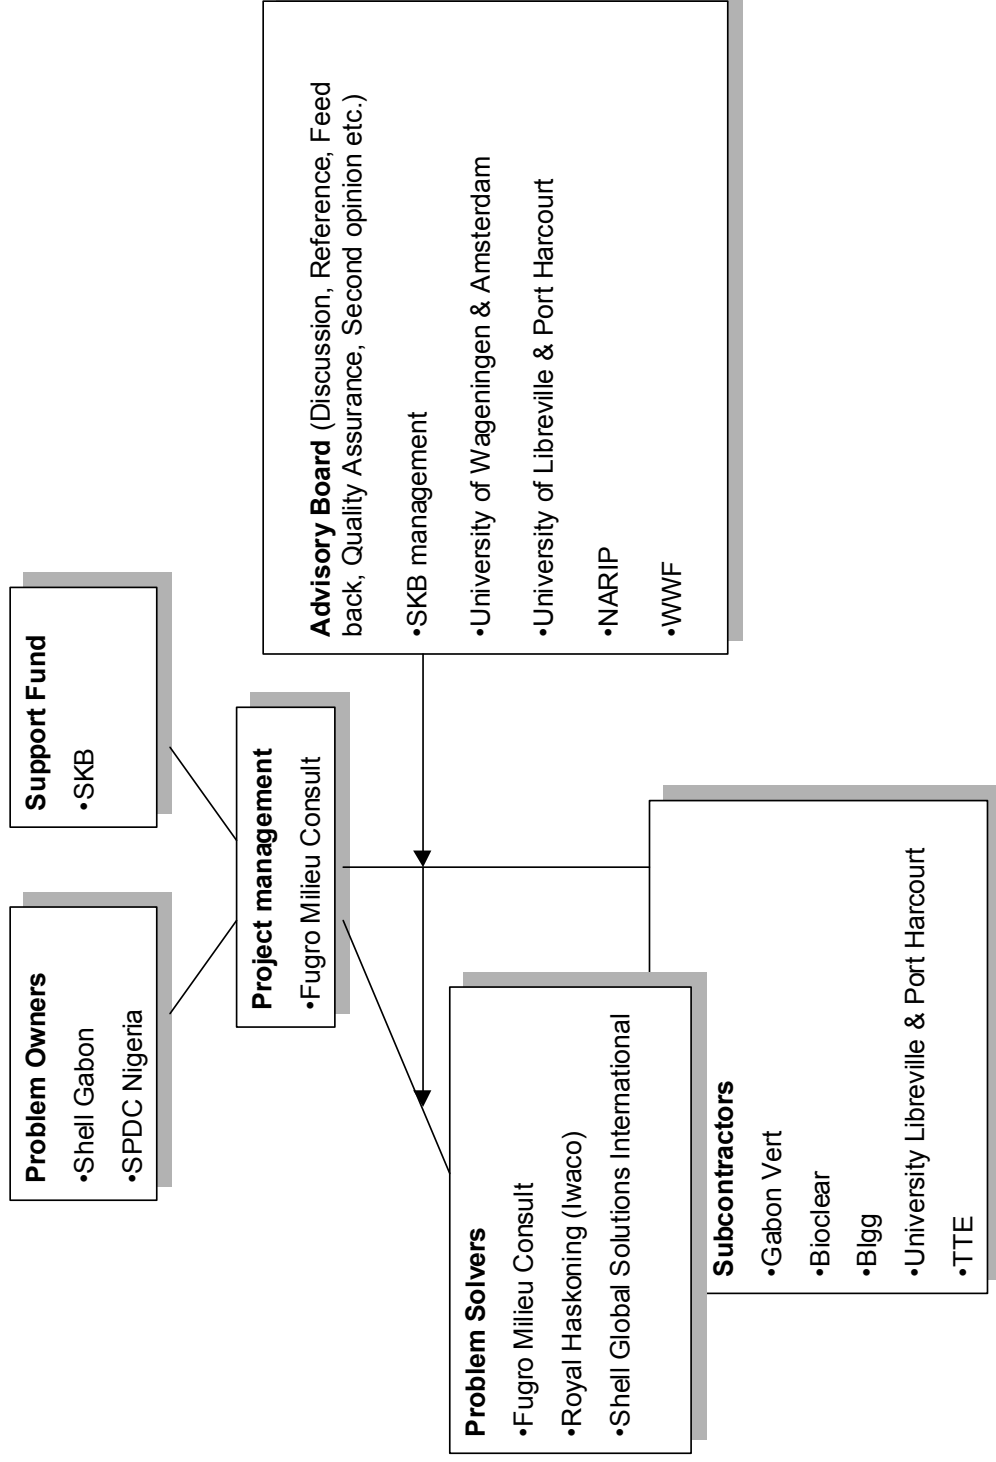 Problem Owners
•Shell Gabon
•SPDC Nigeria
Support Fund
•SKB
Project management
•Fugro Milieu Consult
Advisory Board (Discussion, Reference, Feed
back, Quality Assurance, Second opinion etc.)
•SKB management
•University of Wageningen & Amsterdam
•University of Libreville & Port Harcourt
•NARIP
•WWF
Problem Solvers
•Fugro Milieu Consult
•Royal Haskoning (Iwaco)
•Shell Global Solutions International
Subcontractors
•Gabon Vert
•Bioclear
•Blgg
•University Libreville & Port Harcourt
•TTE